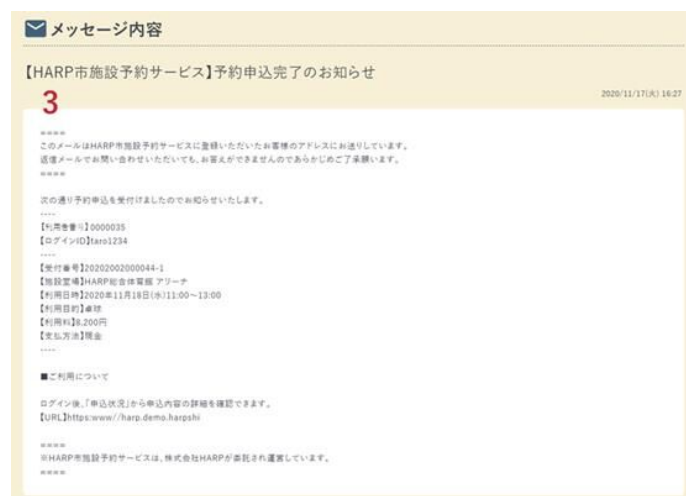 メッセージ内容
【HARP市施設予約サービス】予約申込完了のお知らせ
3
2020/11/17(火) 16:27
====
このメールはHARP市施設予約サービスに登録いただいたお客様のアドレスにお送りしています。
返信メールでお問い合わせいただいても、お答えができませんのであらかじめご了承願います。
====
次の通り予約申込を受付けましたのでお知らせいたします。
----
【利用者番号】0000035
【ログインID】taro1234
----
【受付番号】20202002000044-1
【施設室場】HARP総合体育館 アリーナ
【利用日時】2020年11月18日(水)11:00～13:00
【利用目的】卓球
【利用料】8,200円
【支払方法】現金
----
■ご利用について
ログイン後、「申込状況」から申込内容の詳細を確認できます。
【URL】https:www//harp.demo.harpshi
====
※HARP市施設予約サービスは、株式会社HARPが委託され運営しています。
====